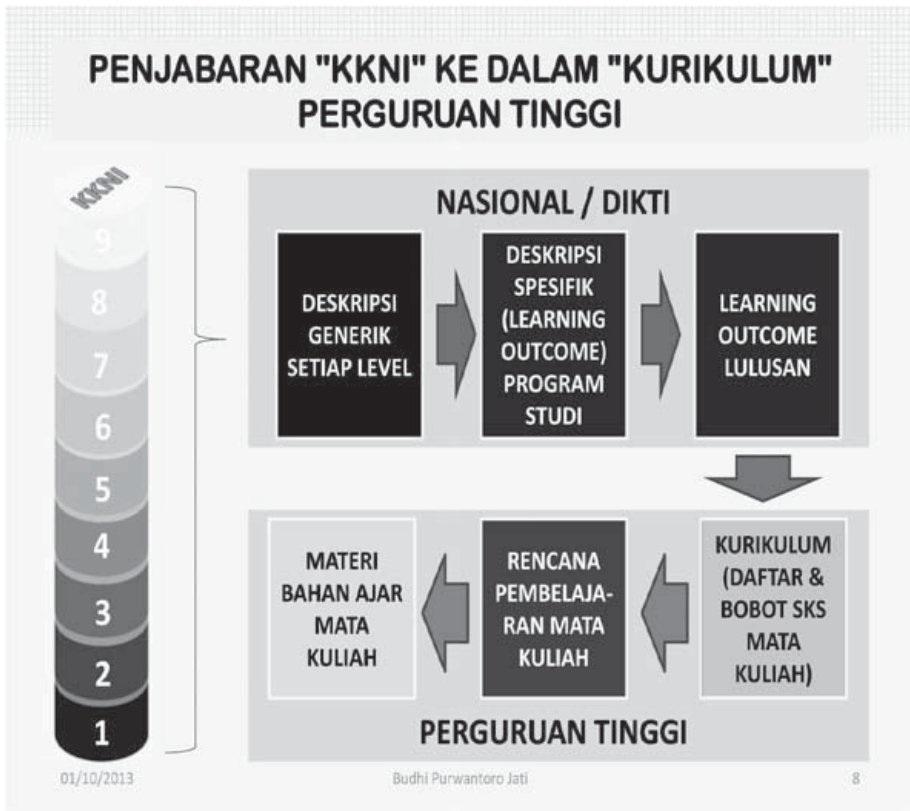 PENJABARAN "KKNI" KE DALAM "KURIKULUM"
PERGURUAN TINGGI
KKNI
9
8
7
6
5
4
3
2
1
NASIONAL / DIKTI
DESKRIPSI
GENERIK
SETIAP LEVEL
DESKRIPSI
SPESIFIK
(LEARNING
OUTCOME)
PROGRAM
STUDI
LEARNING
OUTCOME
LULUSAN
KURIKULUM
(DAFTAR &
BOBOT SKS
MATA
KULIAH)
RENCANA
PEMBELAJA-
RAN MATA
KULIAH
MATERI
BAHAN AJAR
MATA
KULIAH
PERGURUAN TINGGI
01/10/2013
Budhi Purwantoro Jati
8